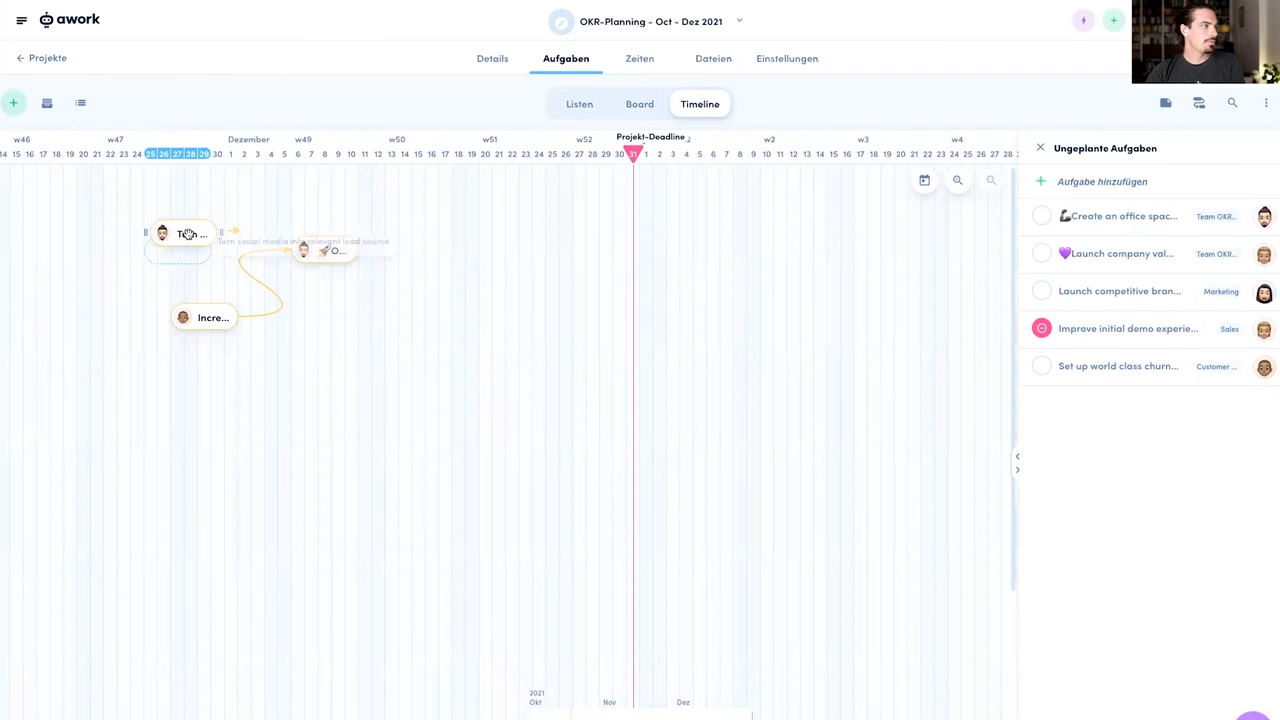 awork
OKR-Planning - Oct - Dez 2021
Projekte
Details
Aufgaben
Zeiten
Dateien
Einstellungen
Listen
Board
Timeline
w46
w47
Dezember
w49
w50
w51
w52
Projekt-Deadline
w2
w3
w4
14 15 16 17 18 19 20 21 22 23 24 25 26 27 28 29 30 1 2 3 4 5 6 7 8 9 10 11 12 13 14 15 16 17 18 19 20 21 22 23 24 25 26 27 28 29 30 31 1 2 3 4 5 6 7 8 9 10 11 12 13 14 15 16 17 18 19 20 21 22 23 24 25 26 27 28
Turn social media into relevant lead source
O...
Incre...
Ungeplante Aufgaben
Aufgabe hinzufügen
Create an office spac...
Team OKR...
Launch company val...
Team OKR...
Launch competitive bran...
Marketing
Improve initial demo experie...
Sales
Set up world class churn...
Customer ...
2021
Okt
Nov
Dez